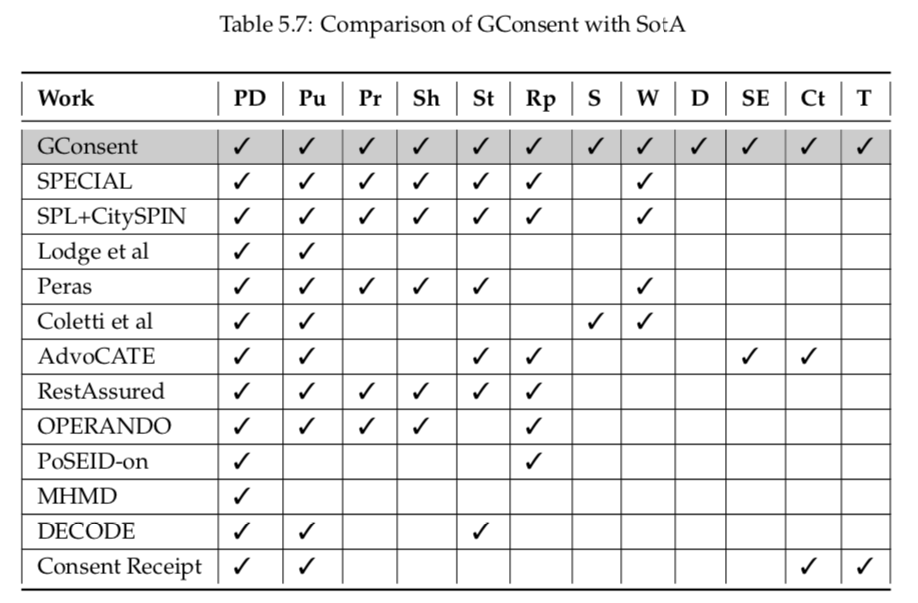 Table 5.7: Comparison of GConsent with SotA
Work PD Pu Pr Sh St Rp S W D SE Ct T
GConsent ✓ ✓ ✓ ✓ ✓ ✓ ✓ ✓ ✓ ✓ ✓ ✓
SPECIAL ✓ ✓ ✓ ✓ ✓ ✓ ✓
SPL+CitySPIN ✓ ✓ ✓ ✓ ✓ ✓ ✓
Lodge et al ✓ ✓
Peras ✓ ✓ ✓ ✓ ✓ ✓
Coletti et al ✓ ✓ ✓ ✓
AdvoCATE ✓ ✓ ✓ ✓ ✓ ✓
RestAssured ✓ ✓ ✓ ✓ ✓ ✓
OPERANDO ✓ ✓ ✓ ✓ ✓
PoSEID-on ✓ ✓
MHMD ✓
DECODE ✓ ✓ ✓
Consent Receipt ✓ ✓ ✓ ✓